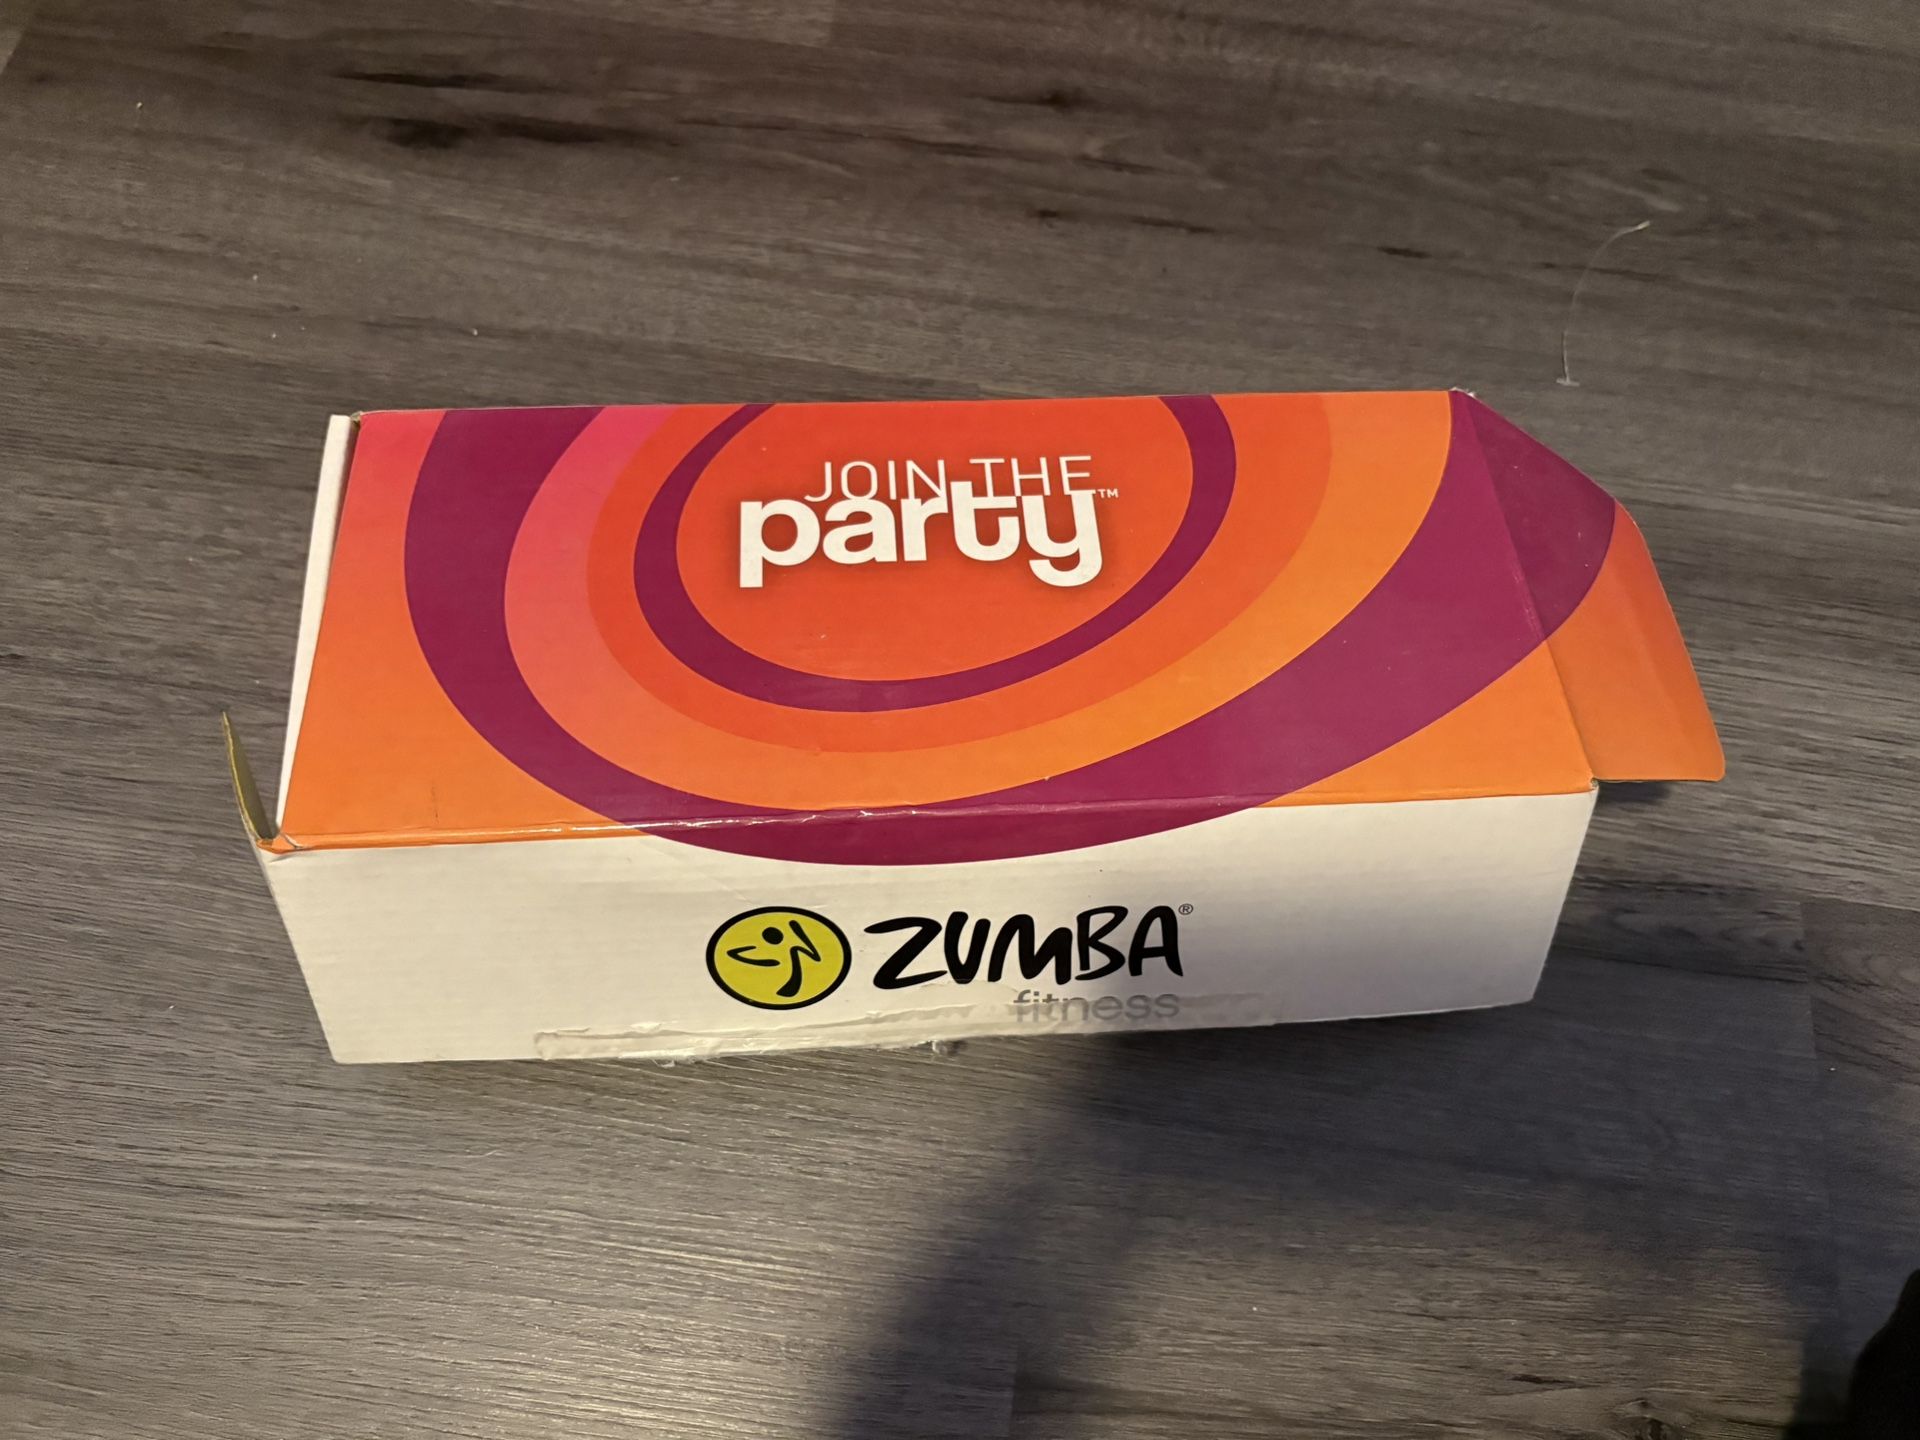 JOIN THE
party™
ZUMBA®
fitness